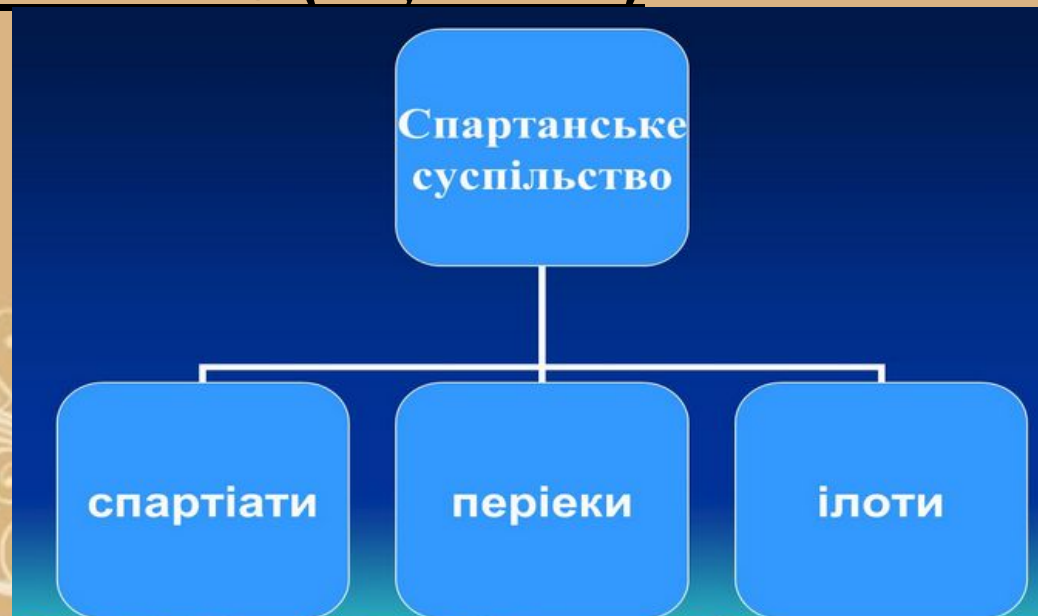 Спартанське
суспільство
спартіати
періеки
ілоти